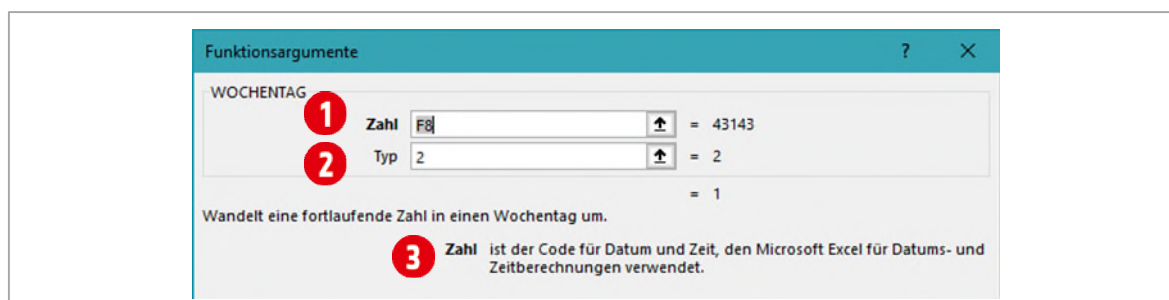 Funktionsargumente ? ×
WOCHENTAG
1 Zahl F8 = 43143
2 Typ 2 = 2
= 1
Wandelt eine fortlaufende Zahl in einen Wochentag um.
3 Zahl ist der Code für Datum und Zeit, den Microsoft Excel für Datums- und
Zeitberechnungen verwendet.